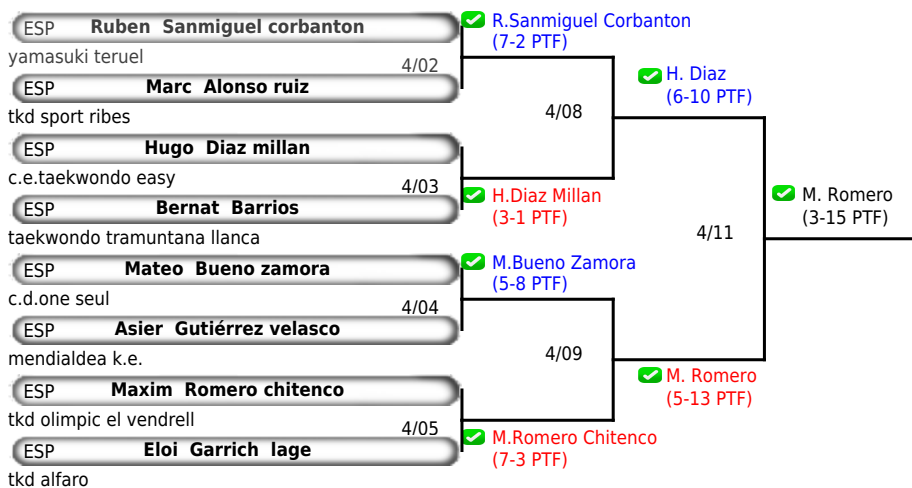 ESP Ruben Sanmiguel corbanton
yamasuki teruel
4/02
ESP Marc Alonso ruiz
tkd sport ribes
ESP Hugo Diaz millan
c.e.taekwondo easy
4/03
ESP Bernat Barrios
taekwondo tramuntana llanca
ESP Mateo Bueno zamora
c.d.one seul
4/04
ESP Asier Gutiérrez velasco
mendialdea k.e.
ESP Maxim Romero chitenco
tkd olimpic el vendrell
4/05
ESP Eloi Garrich lage
tkd alfaro
R.Sanmiguel Corbanton
(7-2 PTF)
4/08
H.Diaz Millan
(3-1 PTF)
M.Bueno Zamora
(5-8 PTF)
4/09
M.Romero Chitenco
(7-3 PTF)
H. Diaz
(6-10 PTF)
4/11
M. Romero
(5-13 PTF)
M. Romero
(3-15 PTF)